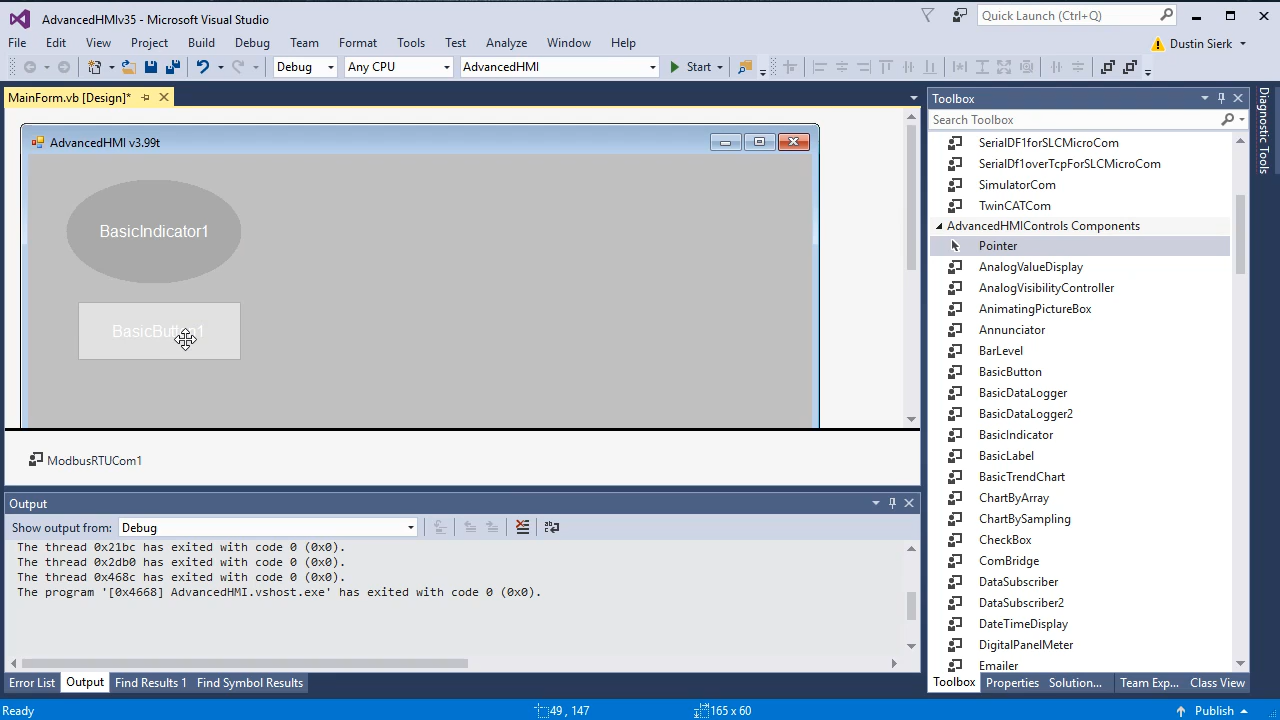 AdvancedHMIv35 - Microsoft Visual Studio
Quick Launch (Ctrl+Q)
File Edit View Project Build Debug Team Format Tools Test Analyze Window Help
Dustin Sierk
Debug Any CPU AdvancedHMI Start
MainForm.vb [Design]*
AdvancedHMI v3.99t
BasicIndicator1
BasicButton1
ModbusRTUCom1
Output
Show output from: Debug
The thread 0x21bc has exited with code 0 (0x0).
The thread 0x2db0 has exited with code 0 (0x0).
The thread 0x468c has exited with code 0 (0x0).
The program '[0x4668] AdvancedHMI.vshost.exe' has exited with code 0 (0x0).
Error List Output Find Results 1 Find Symbol Results
Toolbox
Search Toolbox
SerialDF1forSLCMicroCom
SerialDf1overTcpForSLCMicroCom
SimulatorCom
TwinCATCom
AdvancedHMIControls Components
Pointer
AnalogValueDisplay
AnalogVisibilityController
AnimatingPictureBox
Annunciator
BarLevel
BasicButton
BasicDataLogger
BasicDataLogger2
BasicIndicator
BasicLabel
BasicTrendChart
ChartByArray
ChartBySampling
CheckBox
ComBridge
DataSubscriber
DataSubscriber2
DateTimeDisplay
DigitalPanelMeter
Emailer
Toolbox Properties Solution... Team Exp... Class View
Diagnostic Tools
Ready 49 , 147 165 x 60 Publish